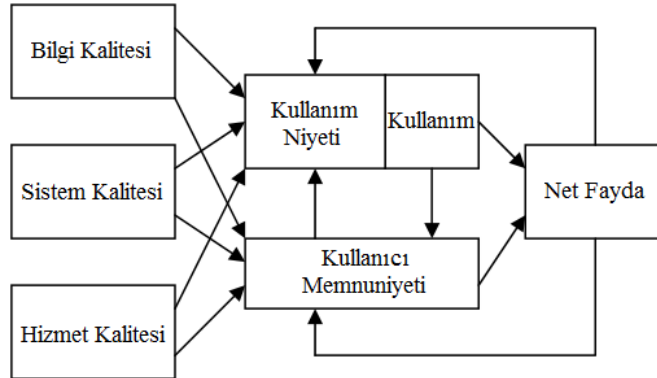 Bilgi Kalitesi
Sistem Kalitesi
Hizmet Kalitesi
Kullanım
Niyeti
Kullanım
Kullanıcı
Memnuniyeti
Net Fayda